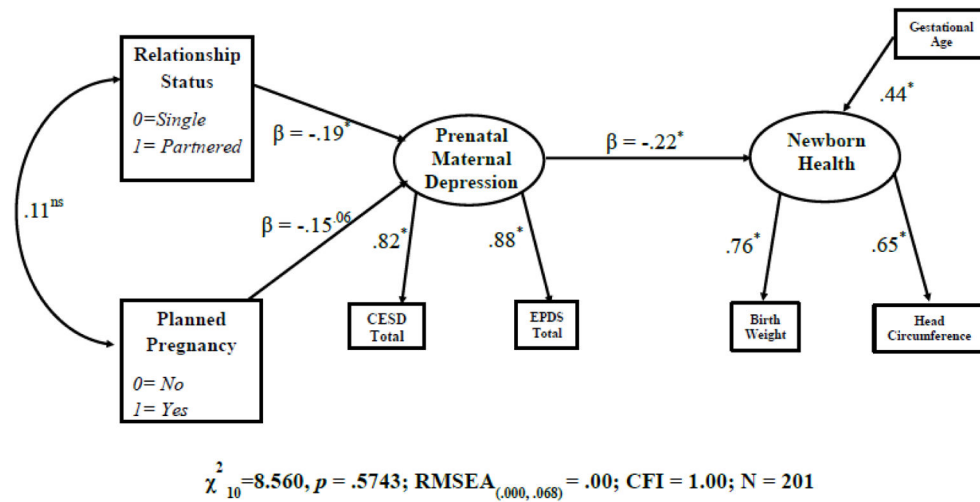 Relationship
Status
0=Single
1= Partnered
Gestational
Age
.44*
β = -.19*
Prenatal
Maternal
Depression
β = -.22*
Newborn
Health
.11ns
β = -.15.06
.82*
.88*
.76*
.65*
Planned
Pregnancy
0= No
1= Yes
CESD
Total
EPDS
Total
Birth
Weight
Head
Circumference
χ²₁₀=8.560, p = .5743; RMSEA(.000, .068) = .00; CFI = 1.00; N = 201